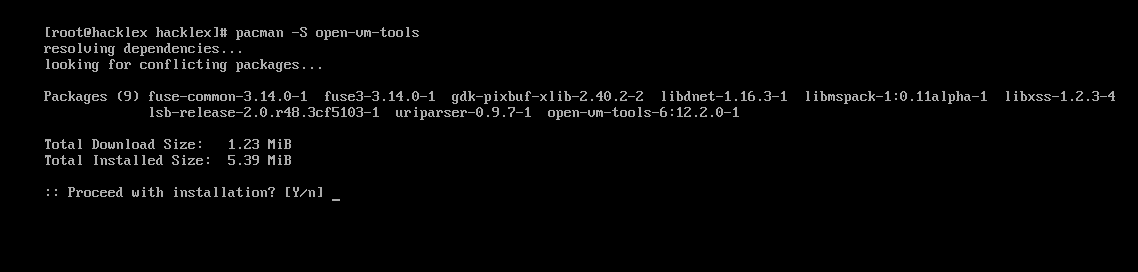 [root@hacklex hacklex]# pacman -S open-vm-tools
resolving dependencies...
looking for conflicting packages...
Packages (9) fuse-common-3.14.0-1  fuse3-3.14.0-1  gdk-pixbuf-xlib-2.40.2-2  libdnet-1.16.3-1  libmspack-1:0.11alpha-1  libxss-1.2.3-4
lsb-release-2.0.r48.3cf5103-1  uriparser-0.9.7-1  open-vm-tools-6:12.2.0-1
Total Download Size:   1.23 MiB
Total Installed Size:  5.39 MiB
:: Proceed with installation? [Y/n] _